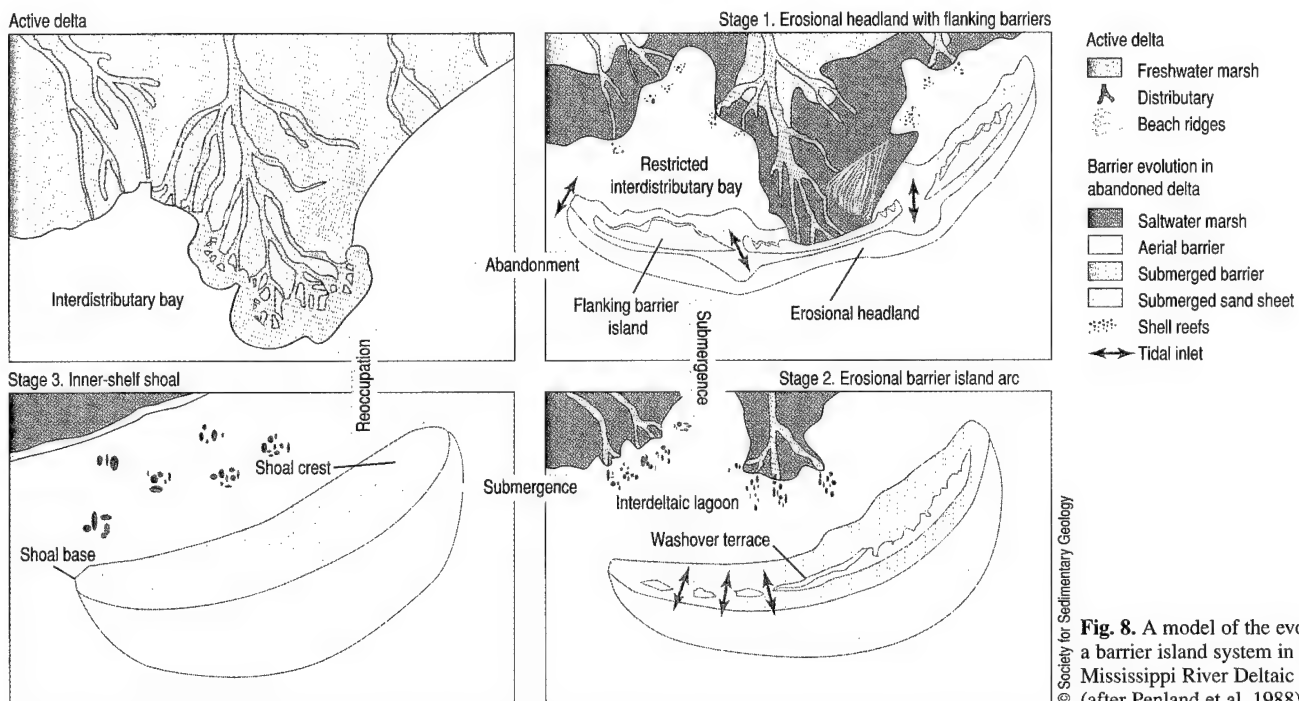 Active delta
Interdistributary bay
Stage 1. Erosional headland with flanking barriers
Restricted
interdistributary bay
Abandonment
Flanking barrier
island
Erosional headland
Submergence
Reoccupation
Stage 3. Inner-shelf shoal
Shoal crest
Shoal base
Submergence
Stage 2. Erosional barrier island arc
Interdeltaic lagoon
Washover terrace
Active delta
Freshwater marsh
Distributary
Beach ridges
Barrier evolution in
abandoned delta
Saltwater marsh
Aerial barrier
Submerged barrier
Submerged sand sheet
Shell reefs
Tidal inlet
© Society for Sedimentary Geology
Fig. 8. A model of the evo
a barrier island system in
Mississippi River Deltaic
(after Penland et al. 1988)